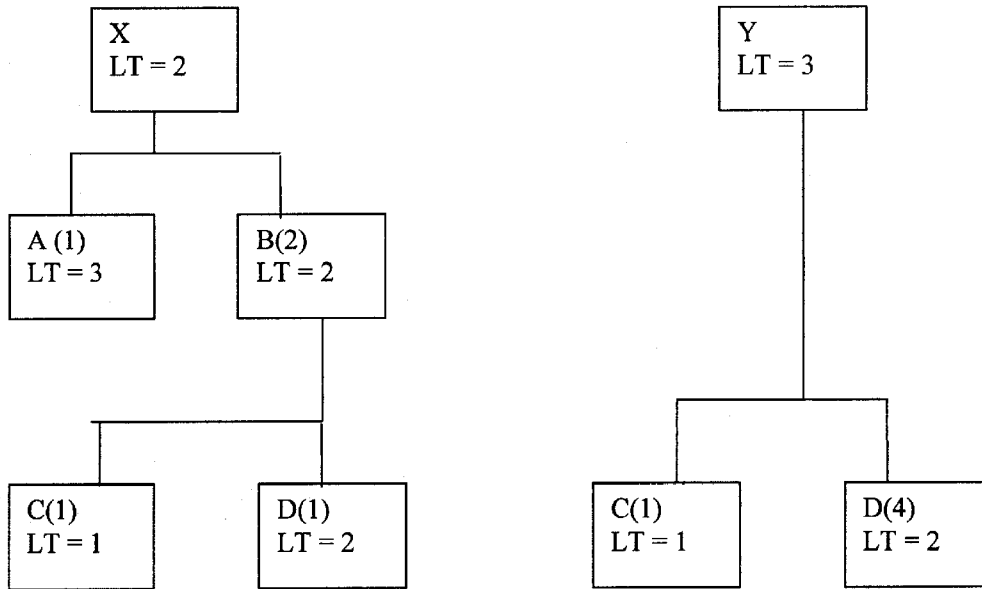 X
LT = 2
Y
LT = 3
A (1)
LT = 3
B(2)
LT = 2
C(1)
LT = 1
D(1)
LT = 2
C(1)
LT = 1
D(4)
LT = 2